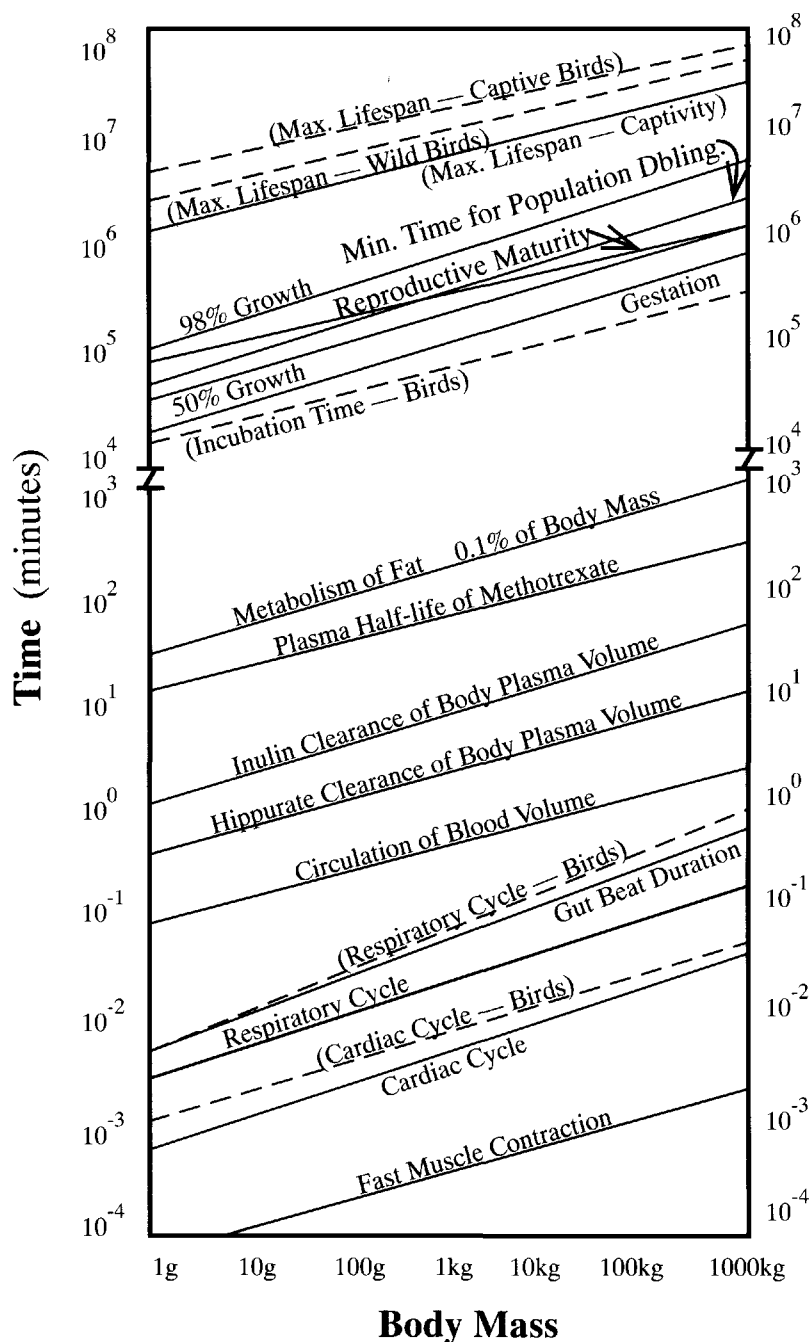 10^8
10^7
10^6
10^5
10^4
10^3
10^2
10^1
10^0
10^-1
10^-2
10^-3
10^-4
Time (minutes)
10^8
10^7
10^6
10^5
10^4
10^3
10^2
10^1
10^0
10^-1
10^-2
10^-3
10^-4
(Max. Lifespan — Captive Birds)
(Max. Lifespan — Wild Birds)
(Max. Lifespan — Captivity)
Min. Time for Population Dbling.
98% Growth
Reproductive Maturity
Gestation
50% Growth
(Incubation Time — Birds)
Metabolism of Fat 0.1% of Body Mass
Plasma Half-life of Methotrexate
Inulin Clearance of Body Plasma Volume
Hippurate Clearance of Body Plasma Volume
Circulation of Blood Volume
(Respiratory Cycle — Birds)
Gut Beat Duration
Respiratory Cycle
(Cardiac Cycle — Birds)
Cardiac Cycle
Fast Muscle Contraction
1g 10g 100g 1kg 10kg 100kg 1000kg
Body Mass